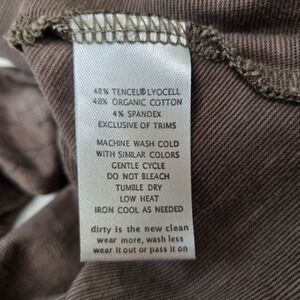 48% TENCEL® LYOCELL
48% ORGANIC COTTON
4% SPANDEX
EXCLUSIVE OF TRIMS
MACHINE WASH COLD
WITH SIMILAR COLORS
GENTLE CYCLE
DO NOT BLEACH
TUMBLE DRY
LOW HEAT
IRON COOL AS NEEDED
dirty is the new clean
wear more, wash less
wear it out or pass it on